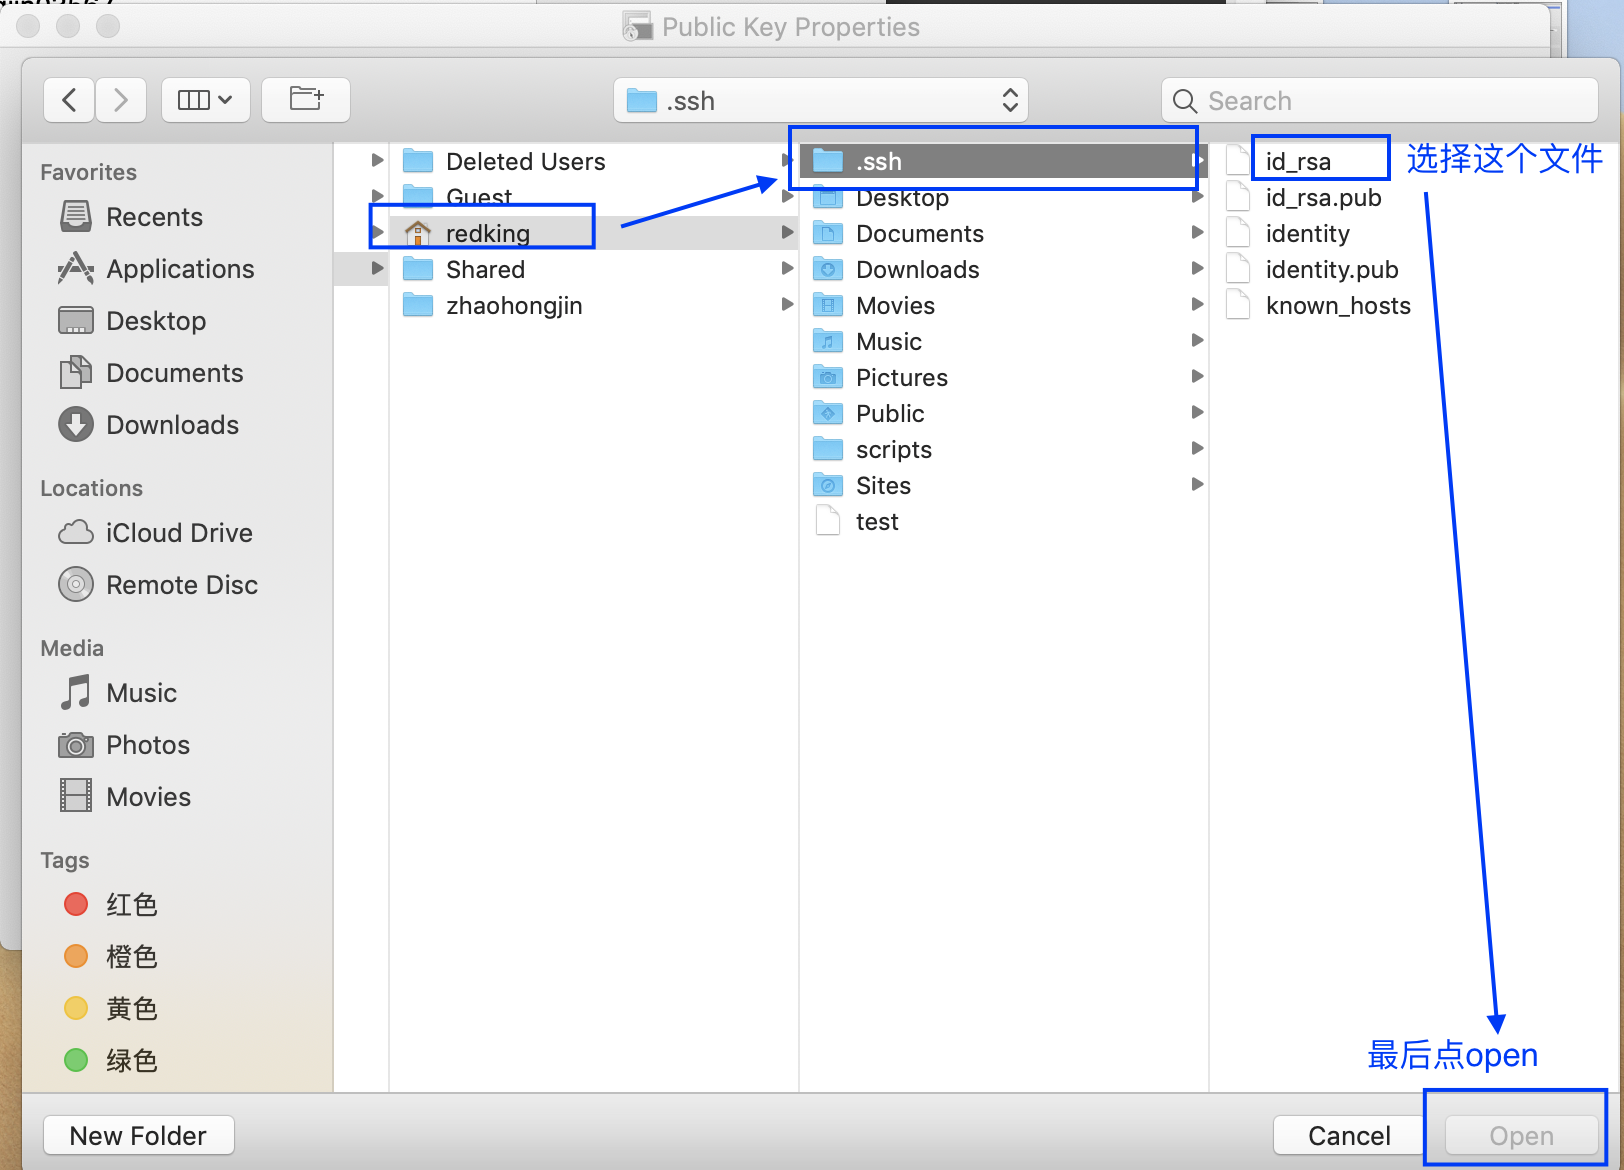 Public Key Properties
.ssh
Search
Favorites
Recents
Applications
Desktop
Documents
Downloads
Locations
iCloud Drive
Remote Disc
Media
Music
Photos
Movies
Tags
红色
橙色
黄色
绿色
Deleted Users
Guest
redking
Shared
zhaohongjin
.ssh
Desktop
Documents
Downloads
Movies
Music
Pictures
Public
scripts
Sites
test
id_rsa
选择这个文件
id_rsa.pub
identity
identity.pub
known_hosts
最后点open
New Folder
Cancel
Open